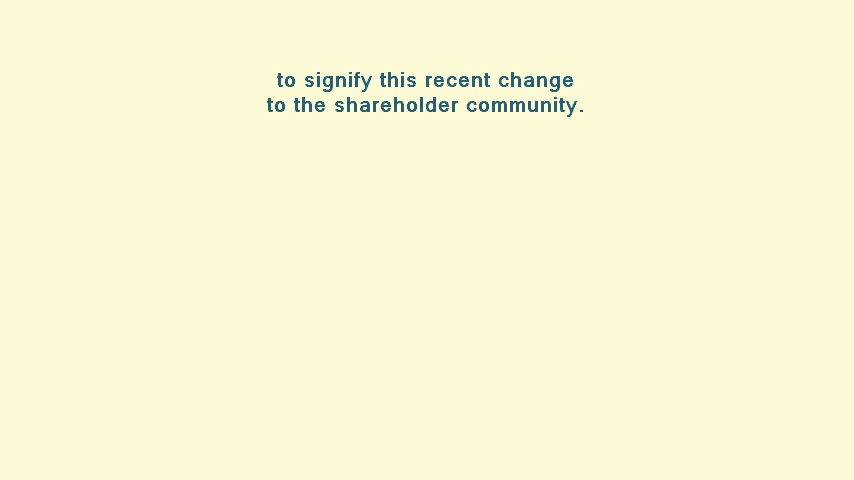 to signify this recent change
to the shareholder community.